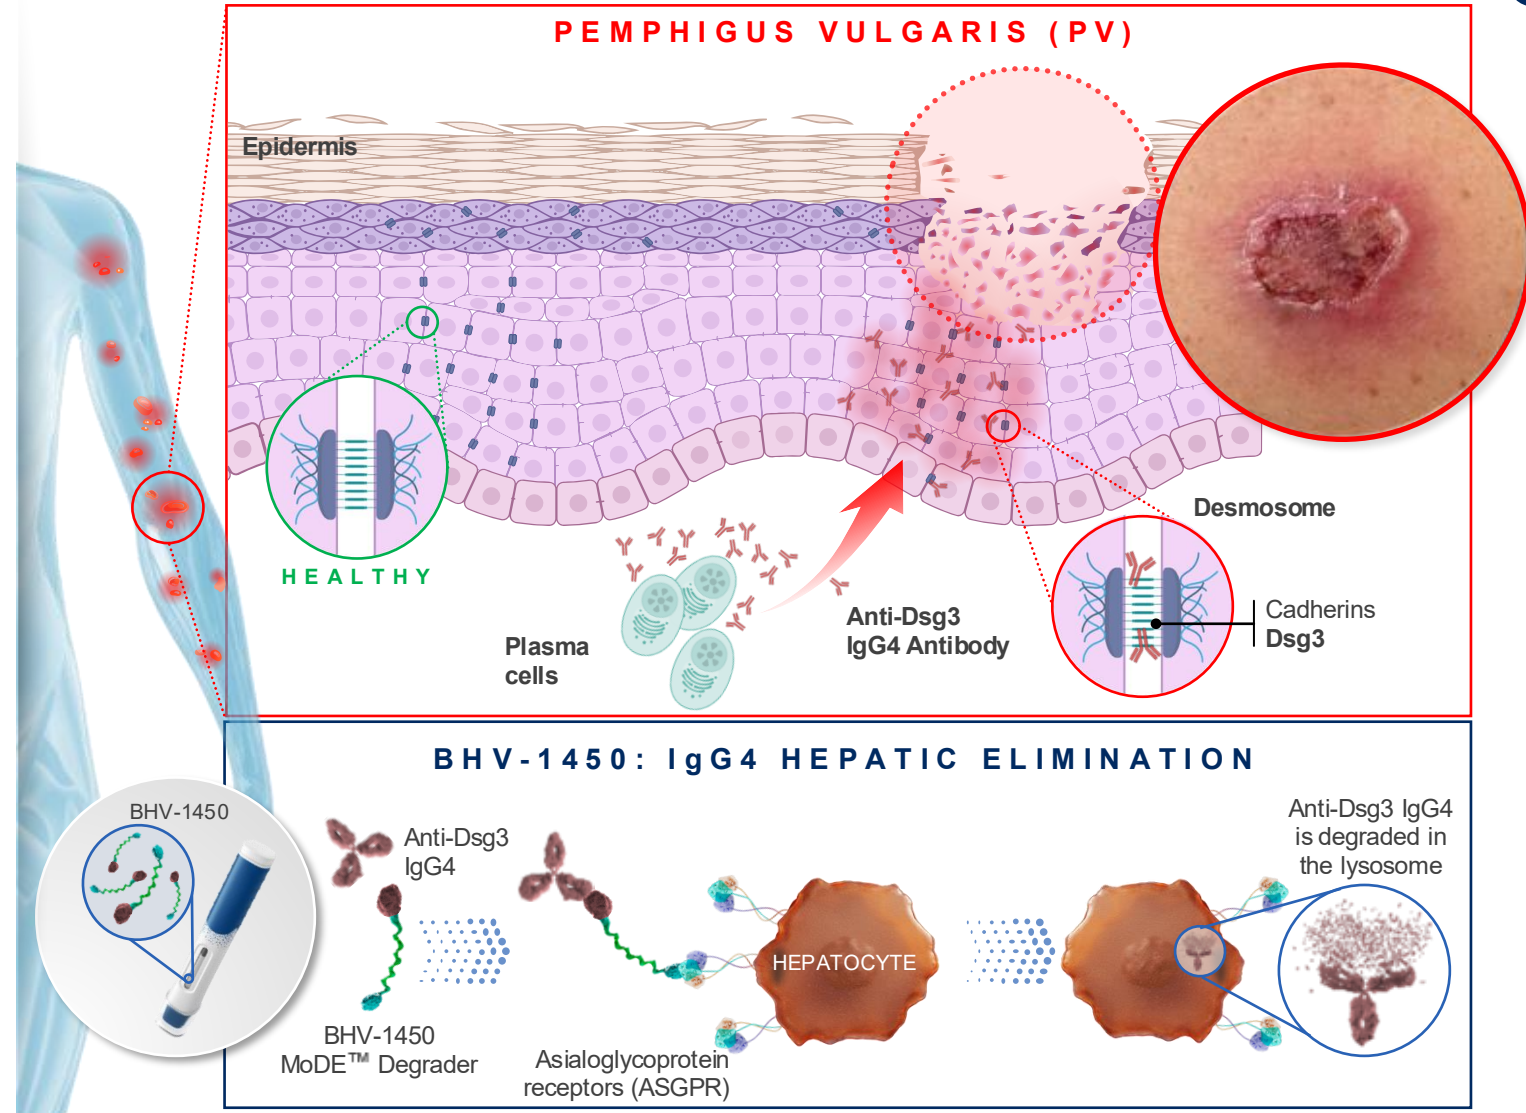 PEMPHIGUS VULGARIS (PV)
Epidermis
HEALTHY
Desmosome
Plasma
cells
Anti-Dsg3
IgG4 Antibody
Cadherins
Dsg3
BHV-1450: IgG4 HEPATIC ELIMINATION
BHV-1450
Anti-Dsg3
IgG4
BHV-1450
MoDE™ Degrader
Asialoglycoprotein
receptors (ASGPR)
HEPATOCYTE
Anti-Dsg3 IgG4
is degraded in
the lysosome